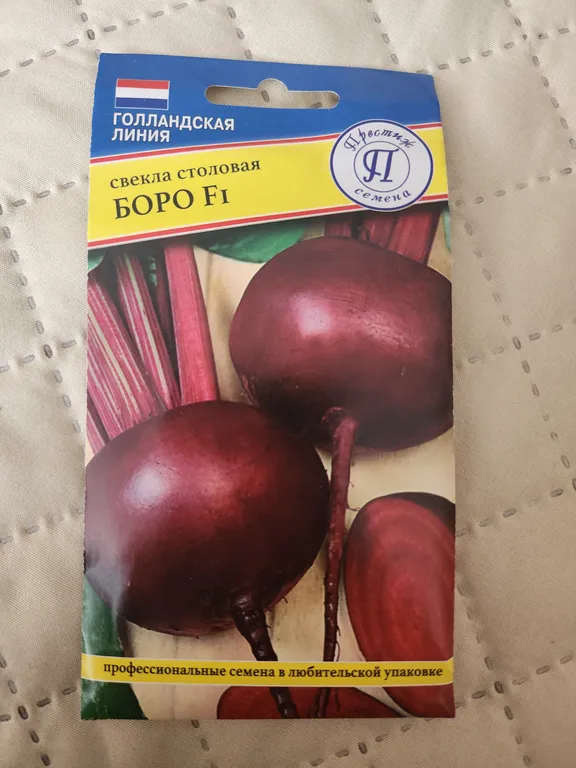 ГОЛЛАНДСКАЯ
ЛИНИЯ
свекла столовая
БОРО F1
Престиж
П
семена
профессиональные семена в любительской упаковке